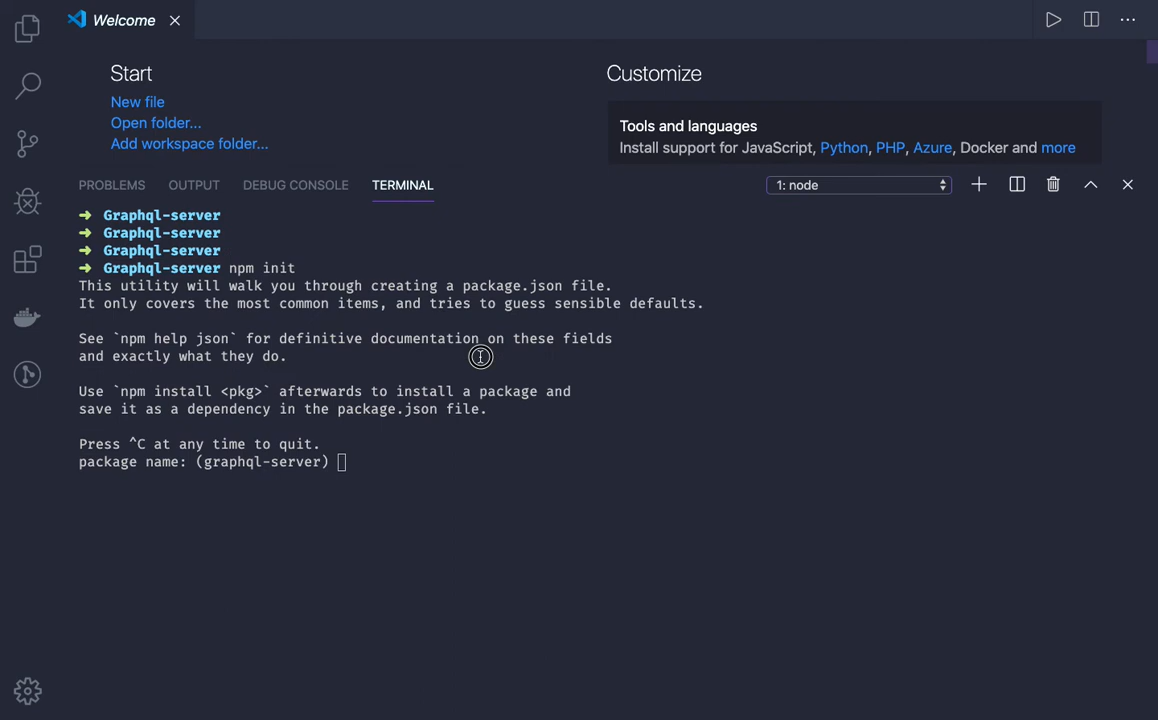 Welcome
Start
New file
Open folder...
Add workspace folder...
Customize
Tools and languages
Install support for JavaScript, Python, PHP, Azure, Docker and more
PROBLEMS OUTPUT DEBUG CONSOLE TERMINAL 1: node
➜ Graphql-server
➜ Graphql-server
➜ Graphql-server
➜ Graphql-server npm init
This utility will walk you through creating a package.json file.
It only covers the most common items, and tries to guess sensible defaults.
See `npm help json` for definitive documentation on these fields
and exactly what they do.
Use `npm install <pkg>` afterwards to install a package and
save it as a dependency in the package.json file.
Press ^C at any time to quit.
package name: (graphql-server)